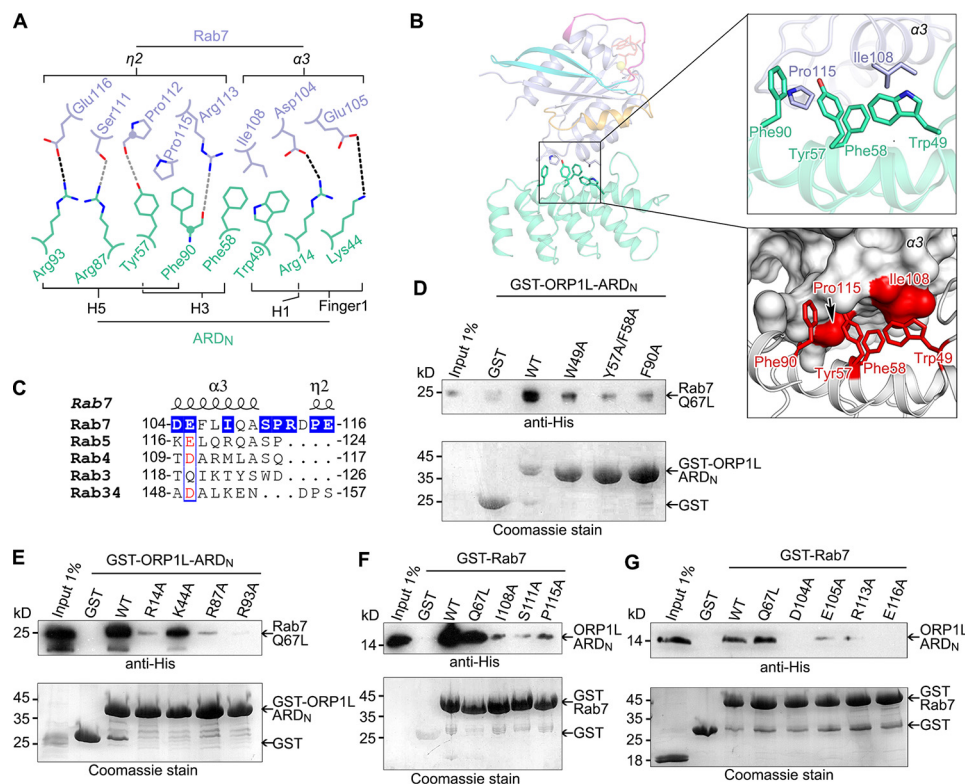 A
Rab7
η2
α3
Glu116
Ser111
Pro112
Pro115
Arg113
Ile108
Asp104
Glu105
Arg93
Arg87
Tyr57
Phe90
Phe58
Trp49
Arg14
Lys44
H5
H3
H1
Finger1
ARDN
B
α3
Ile108
Pro115
Phe90
Tyr57
Phe58
Trp49
α3
Pro115
Ile108
Phe90
Tyr57
Phe58
Trp49
C
α3 η2
Rab7
Rab7 104-DEFLIQASPRDPE-116
Rab5 116-KELQRQASP....-124
Rab4 109-TDARMLASQ....-117
Rab3 118-TQIKTYSWD....-126
Rab34 148-ADALKEN..DPS-157
D
GST-ORP1L-ARDN
Input 1% GST WT W49A Y57A/F58A F90A
kD
25
Rab7
Q67L
anti-His
45
35
25
GST-ORP1L
ARDN
GST
Coomassie stain
E
GST-ORP1L-ARDN
Input 1% GST WT R14A K44A R87A R93A
kD
25
Rab7
Q67L
anti-His
45
35
25
GST-ORP1L
ARDN
GST
Coomassie stain
F
GST-Rab7
Input 1% GST WT Q67L I108A S111A P115A
kD
14
ORP1L
ARDN
anti-His
45
35
25
GST
Rab7
GST
Coomassie stain
G
GST-Rab7
Input 1% GST WT Q67L D104A E105A R113A E116A
kD
14
ORP1L
ARDN
anti-His
45
35
25
18
GST
Rab7
GST
Coomassie stain